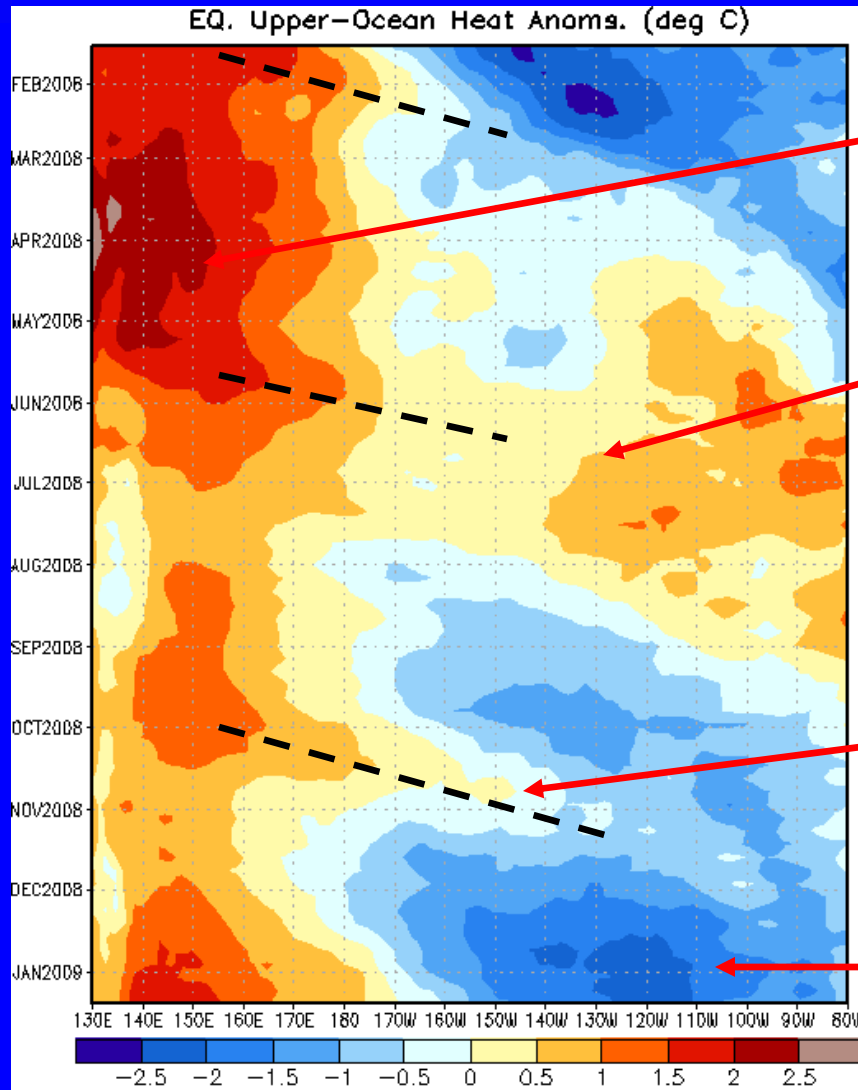 EQ. Upper-Ocean Heat Anoms. (deg C)
FEB2008
MAR2008
APR2008
MAY2008
JUN2008
JUL2008
AUG2008
SEP2008
OCT2008
NOV2008
DEC2008
JAN2009
130E 140E 150E 160E 170E 180 170W 160W 150W 140W 130W 120W 110W 100W 90W 80W
-2.5 -2 -1.5 -1 -0.5 0 0.5 1 1.5 2 2.5